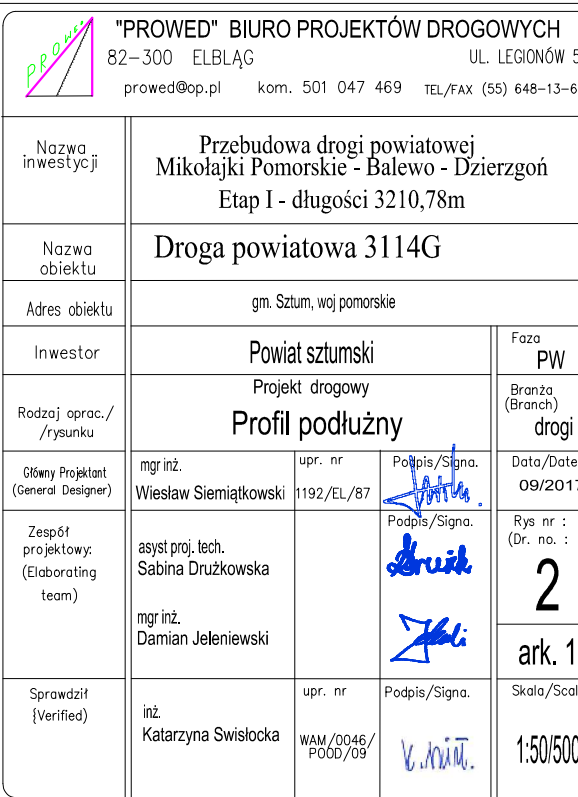 PROWED
"PROWED" BIURO PROJEKTÓW DROGOWYCH
82-300 ELBLĄG UL. LEGIONÓW 5
prowed@op.pl kom. 501 047 469 TEL/FAX (55) 648-13-6
Nazwa
inwestycji
Przebudowa drogi powiatowej
Mikołajki Pomorskie - Balewo - Dzierzgoń
Etap I - długości 3210,78m
Nazwa
obiektu
Droga powiatowa 3114G
Adres obiektu
gm. Sztum, woj pomorskie
Inwestor
Powiat sztumski
Faza
PW
Rodzaj oprac./
/rysunku
Projekt drogowy
Profil podłużny
Branża
(Branch)
drogi
Główny Projektant
(General Designer)
mgr inż.
Wiesław Siemiątkowski
upr. nr
1192/EL/87
Podpis/Signa.
Data/Date
09/2017
Zespół
projektowy:
(Elaborating
team)
asyst proj. tech.
Sabina Drużkowska
mgr inż.
Damian Jeleniewski
Podpis/Signa.
Rys nr :
(Dr. no. :
2
ark. 1
Sprawdził
{Verified)
inż.
Katarzyna Swisłocka
upr. nr
WAM/0046/
POOD/09
Podpis/Signa.
Skala/Scal
1:50/500